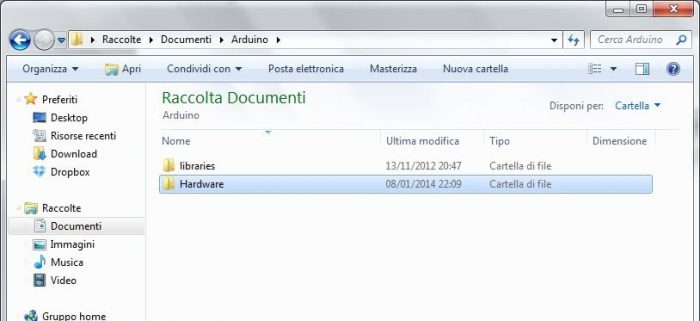 Raccolte Documenti Arduino
Cerca Arduino
Organizza Apri Condividi con Posta elettronica Masterizza Nuova cartella
Preferiti
Desktop
Risorse recenti
Download
Dropbox
Raccolte
Documenti
Immagini
Musica
Video
Gruppo home
Raccolta Documenti
Arduino
Disponi per: Cartella
Nome Ultima modifica Tipo Dimensione
libraries 13/11/2012 20:47 Cartella di file
Hardware 08/01/2014 22:09 Cartella di file